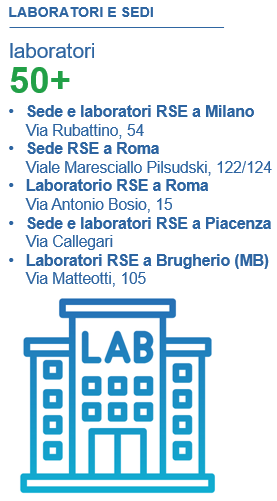 LABORATORI E SEDI
laboratori
50+
• Sede e laboratori RSE a Milano
Via Rubattino, 54
• Sede RSE a Roma
Viale Maresciallo Pilsudski, 122/124
• Laboratorio RSE a Roma
Via Antonio Bosio, 15
• Sede e laboratori RSE a Piacenza
Via Callegari
• Laboratori RSE a Brugherio (MB)
Via Matteotti, 105
LAB